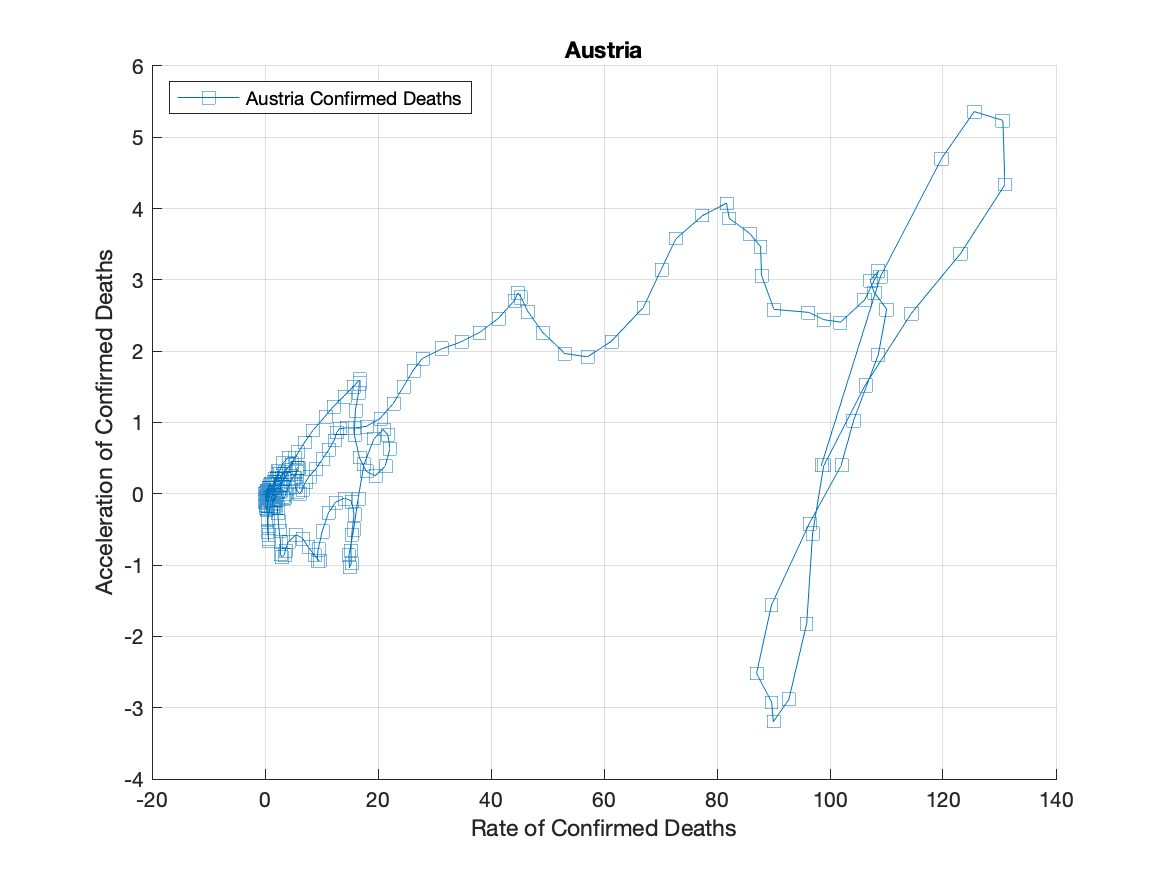 Austria
6
Austria Confirmed Deaths
5
4
3
2
1
0
-1
-2
-3
-4
Acceleration of Confirmed Deaths
-20 0 20 40 60 80 100 120 140
Rate of Confirmed Deaths